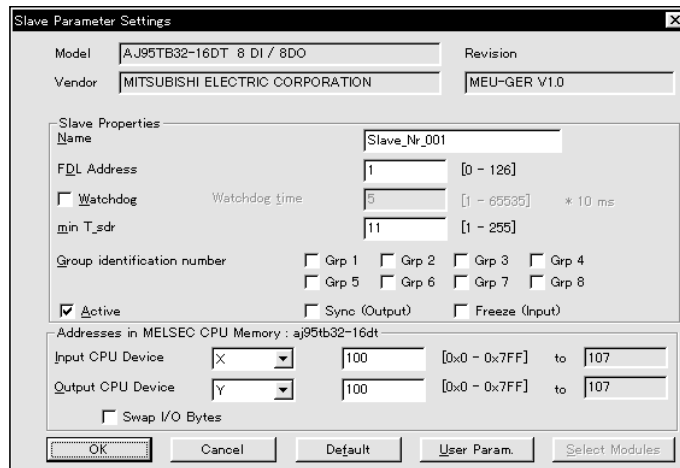 Slave Parameter Settings
Model AJ95TB32-16DT 8 DI / 8DO Revision
Vendor MITSUBISHI ELECTRIC CORPORATION MEU-GER V1.0
Slave Properties
Name Slave_Nr_001
FDL Address 1 [0 - 126]
Watchdog Watchdog time 5 [1 - 65535] * 10 ms
min T_sdr 11 [1 - 255]
Group identification number Grp 1 Grp 2 Grp 3 Grp 4
Grp 5 Grp 6 Grp 7 Grp 8
Active Sync (Output) Freeze (Input)
Addresses in MELSEC CPU Memory : aj95tb32-16dt
Input CPU Device X 100 [0x0 - 0x7FF] to 107
Output CPU Device Y 100 [0x0 - 0x7FF] to 107
Swap I/O Bytes
OK Cancel Default User Param. Select Modules